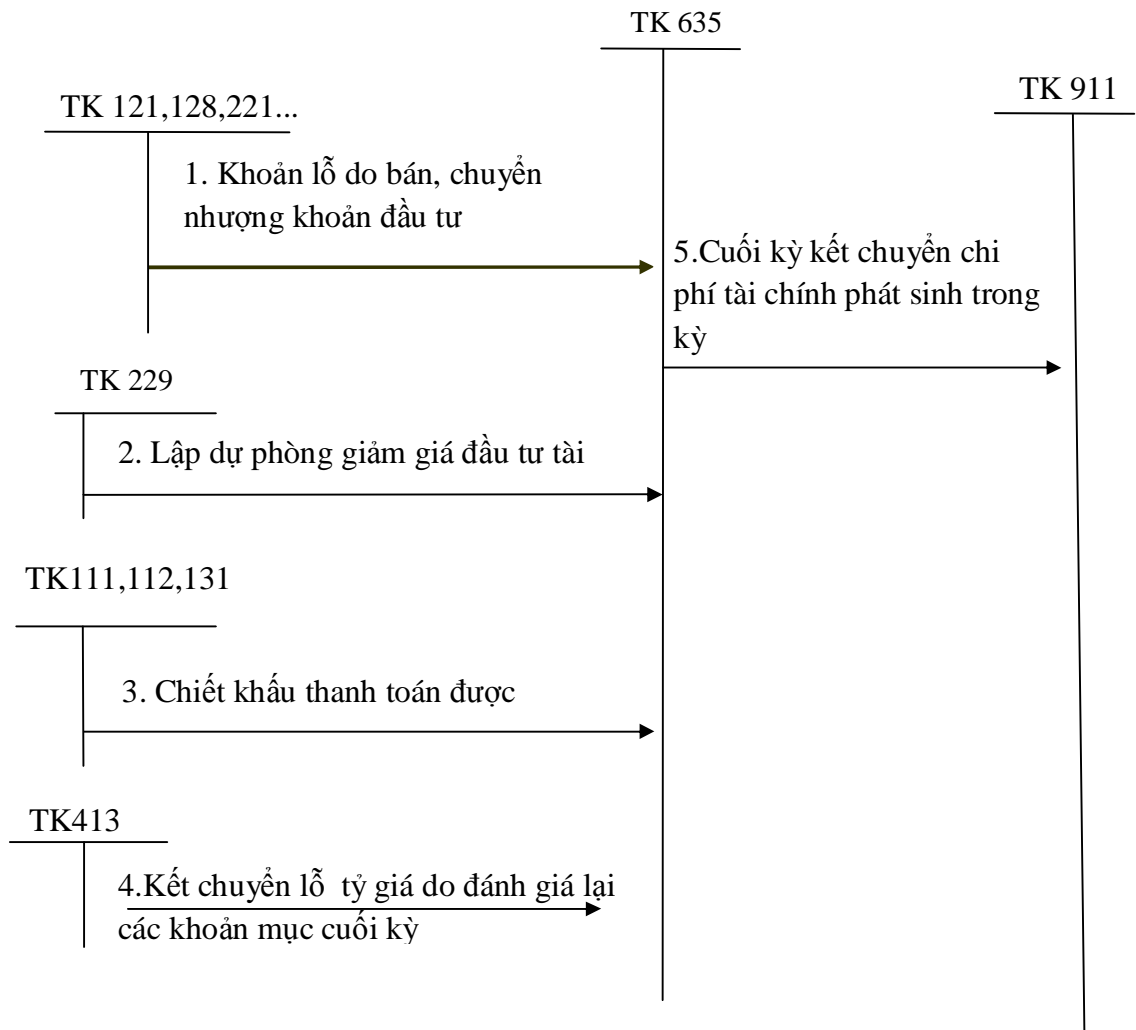 TK 635
TK 911
TK 121,128,221...
1. Khoản lỗ do bán, chuyển
nhượng khoản đầu tư
5.Cuối kỳ kết chuyển chi
phí tài chính phát sinh trong
kỳ
TK 229
2. Lập dự phòng giảm giá đầu tư tài
TK111,112,131
3. Chiết khấu thanh toán được
TK413
4.Kết chuyển lỗ tỷ giá do đánh giá lại
các khoản mục cuối kỳ